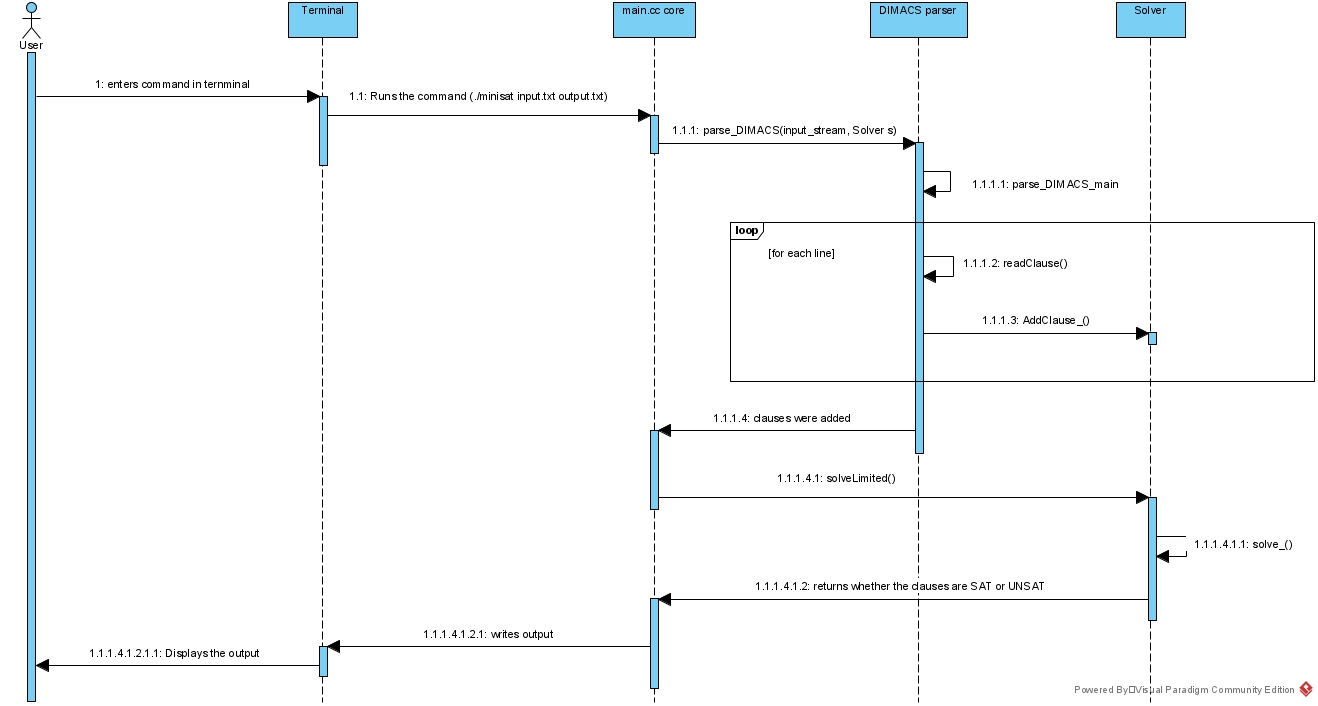 Terminal
main.cc core
DIMACS parser
Solver
User
1: enters command in ternminal
1.1: Runs the command (./minisat input.txt output.txt)
1.1.1: parse_DIMACS(input_stream, Solver s)
1.1.1.1: parse_DIMACS_main
loop
[for each line]
1.1.1.2: readClause()
1.1.1.3: AddClause_()
1.1.1.4: clauses were added
1.1.1.4.1: solveLimited()
1.1.1.4.1.1: solve_()
1.1.1.4.1.2: returns whether the clauses are SAT or UNSAT
1.1.1.4.1.2.1: writes output
1.1.1.4.1.2.1.1: Displays the output
Powered By Visual Paradigm Community Edition